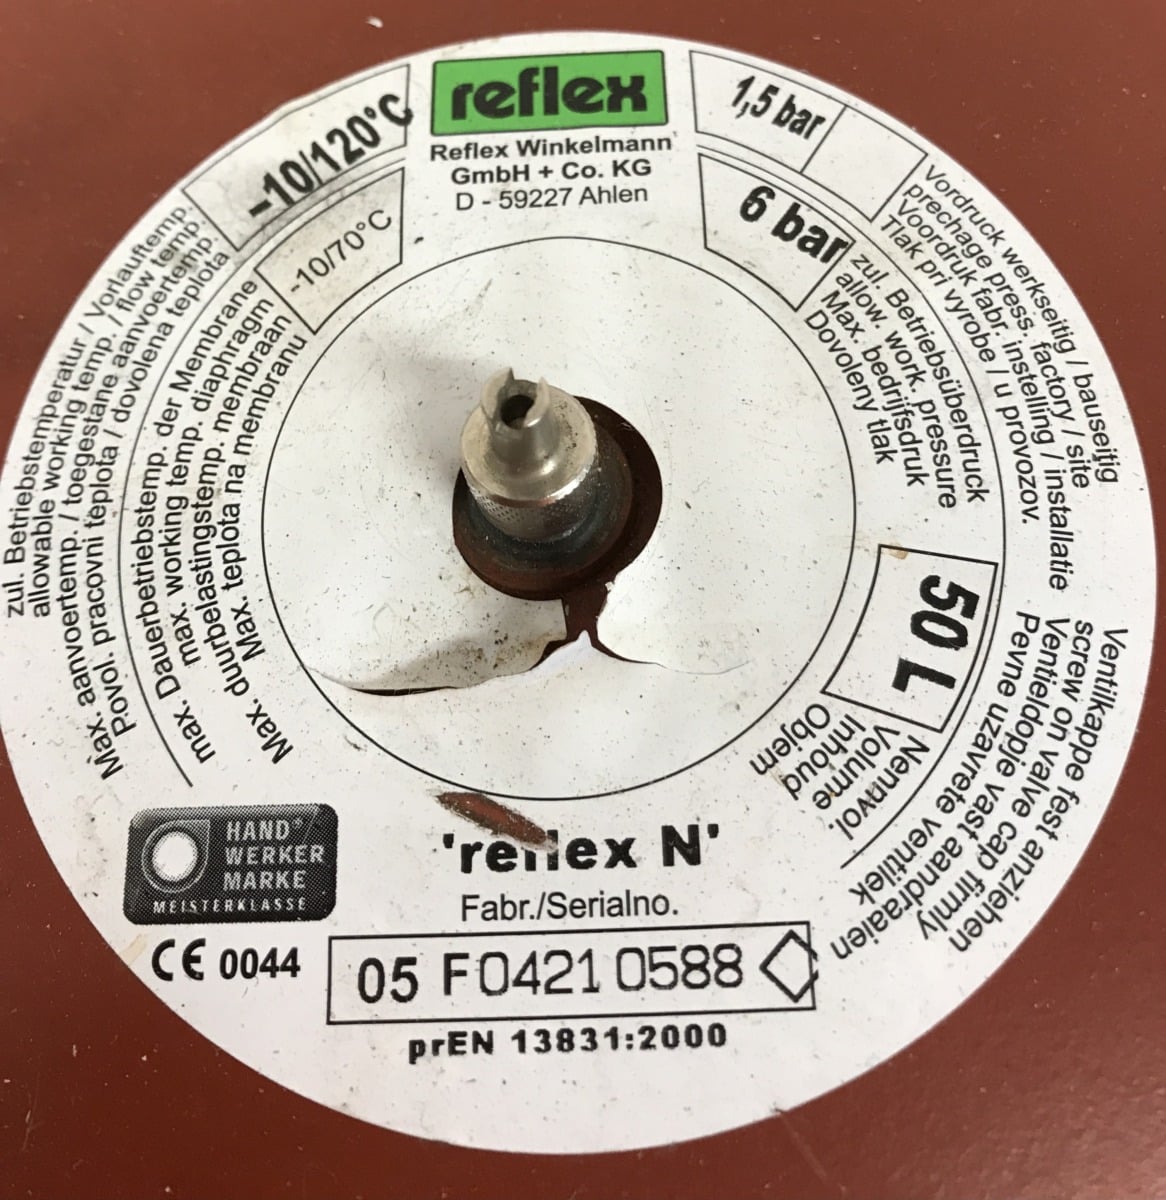 reflex
Reflex Winkelmann
GmbH + Co. KG
D - 59227 Ahlen
-10/120°C
zul. Betriebstemperatur / Vorlauftemp.
allowable working temp. / flow temp.
Max. aanvoertemp. / toegestane aanvoertemp.
Povol. pracovni teplota / dovolena teplota
-10/70°C
max. Dauerbetriebstemp. der Membrane
max. working temp. diaphragm
Max. duurbelastingstemp. membraan
Max. teplota na membranu
1,5 bar
Vordruck werkseitig / bauseitig
prechage press. factory / site
Voordruk fabr. instelling / installatie
Tlak pri vyrobe / u provozov.
6 bar
zul. Betriebsüberdruck
allow. work. pressure
Max. bedrijfsdruk
Dovoleny tlak
50 L
Nennvol.
Volume
Inhoud
Objem
Ventilkappe fest anziehen
screw on valve cap firmly
Ventieldopje vast aandraaien
Pevne uzavrete ventilek
HAND®
WERKER
MARKE
MEISTERKLASSE
CE 0044
'reflex N'
Fabr./Serialno.
05 F0421 0588
prEN 13831:2000